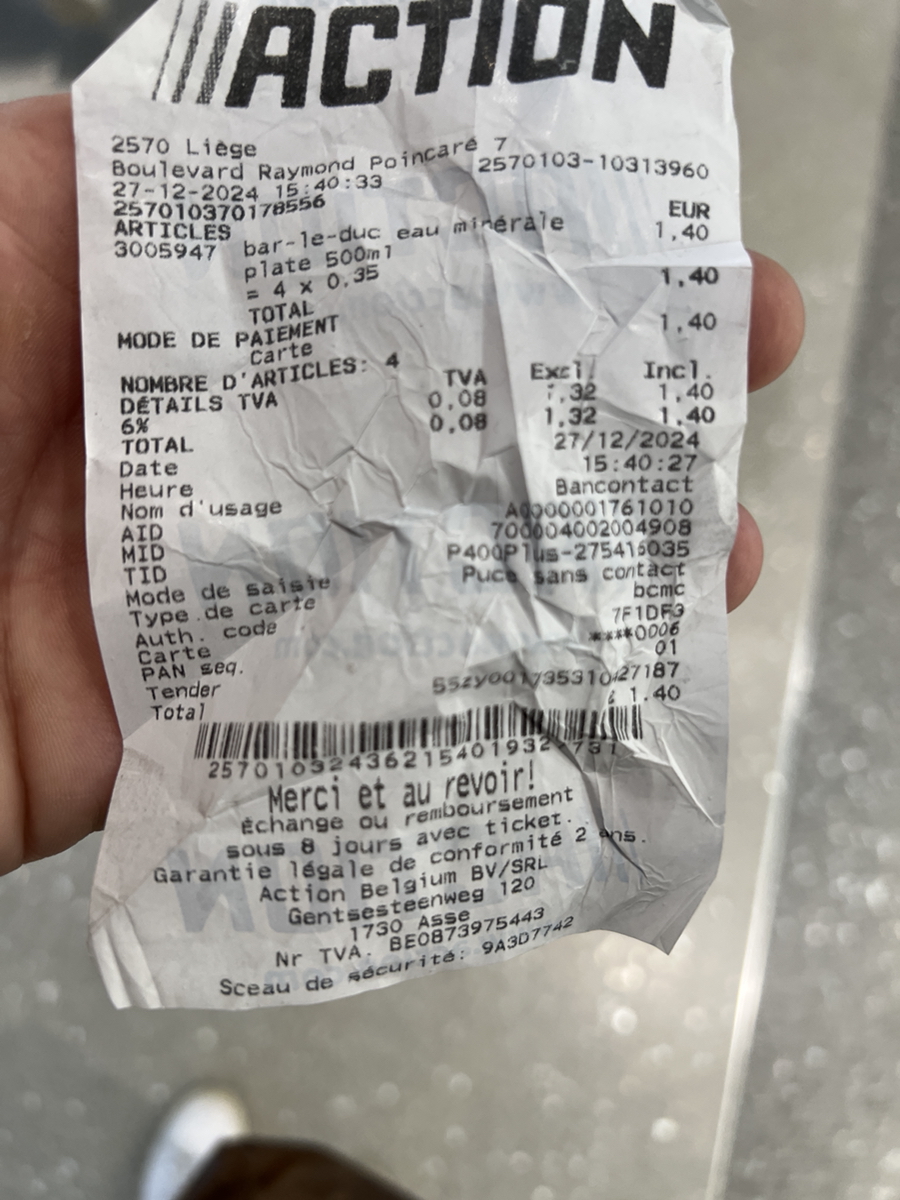 ACTION
2570 Liège
Boulevard Raymond Poincaré 7
27-12-2024 15:40:33 2570103-10313960
257010370178556
ARTICLES EUR
3005947 bar-le-duc eau minérale 1,40
plate 500ml
= 4 x 0,35
TOTAL 1,40
MODE DE PAIEMENT
Carte 1,40
NOMBRE D'ARTICLES: 4
DÉTAILS TVA TVA Excl. Incl.
6% 0,08 1,32 1,40
TOTAL 0,08 1,32 1,40
Date 27/12/2024
Heure 15:40:27
Nom d'usage Bancontact
AID A0000001761010
MID 700004002004908
TID P400Plus-275416035
Mode de saisie Puce sans contact
Type de carte bcmc
Auth. code 7F1DF3
Carte ****0006
PAN seq. 01
Tender
Total 1.40
Merci et au revoir!
Échange ou remboursement
sous 8 jours avec ticket.
Garantie légale de conformité 2 ans.
Action Belgium BV/SRL
Gentsesteenweg 120
1730 Asse
Nr TVA. BE0873975443
Sceau de sécurité: 9A3D7742